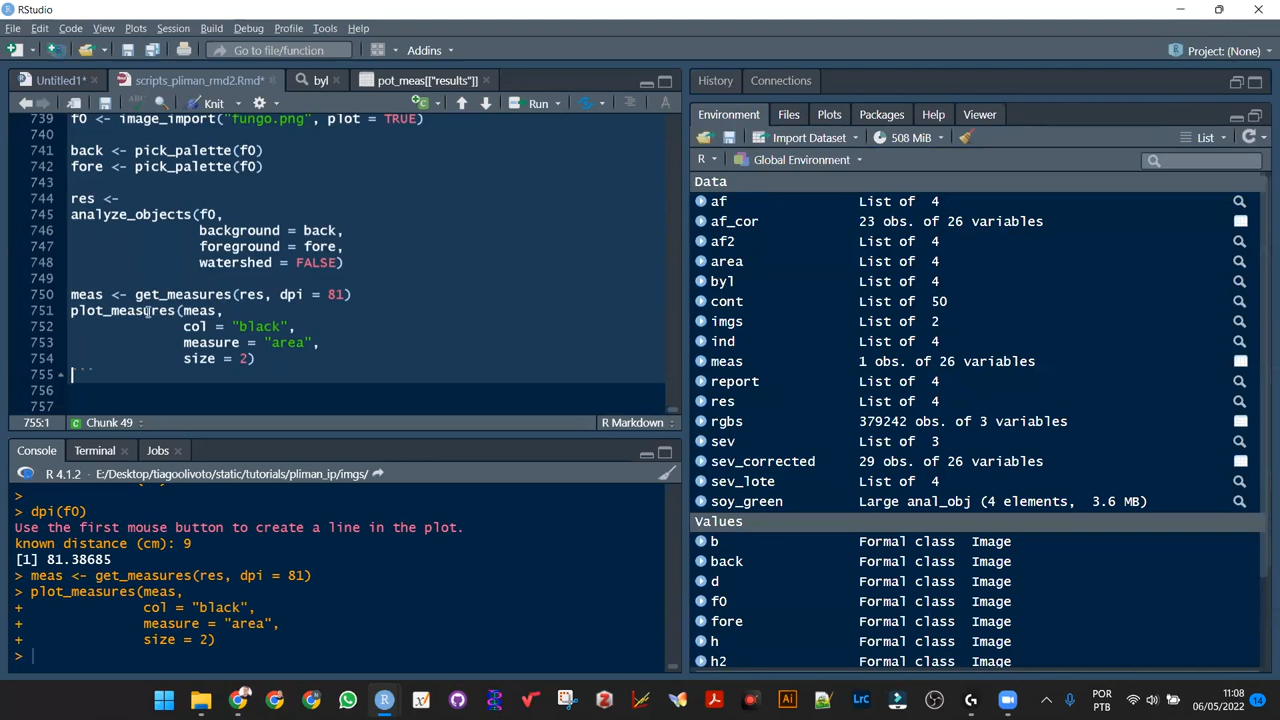 RStudio
File Edit Code View Plots Session Build Debug Profile Tools Help
Go to file/function Addins Project: (None)
Untitled1* scripts_pliman_rmd2.Rmd* byl pot_meas[["results"]]
Knit Run
739 f0 <- image_import("fungo.png", plot = TRUE)
740
741 back <- pick_palette(f0)
742 fore <- pick_palette(f0)
743
744 res <-
745 analyze_objects(f0,
746 background = back,
747 foreground = fore,
748 watershed = FALSE)
749
750 meas <- get_measures(res, dpi = 81)
751 plot_measures(meas,
752 col = "black",
753 measure = "area",
754 size = 2)
755 ```
756
757
755:1 Chunk 49 R Markdown
Console Terminal Jobs
R 4.1.2 · E:/Desktop/tiagoolivoto/static/tutorials/pliman_ip/imgs/
>
> dpi(f0)
Use the first mouse button to create a line in the plot.
known distance (cm): 9
[1] 81.38685
> meas <- get_measures(res, dpi = 81)
> plot_measures(meas,
+ col = "black",
+ measure = "area",
+ size = 2)
>
History Connections
Environment Files Plots Packages Help Viewer
Import Dataset 508 MiB List
R Global Environment
Data
af List of 4
af_cor 23 obs. of 26 variables
af2 List of 4
area List of 4
byl List of 4
cont List of 50
imgs List of 2
ind List of 4
meas 1 obs. of 26 variables
report List of 4
res List of 4
rgbs 379242 obs. of 3 variables
sev List of 3
sev_corrected 29 obs. of 26 variables
sev_lote List of 4
soy_green Large anal_obj (4 elements, 3.6 MB)
Values
b Formal class Image
back Formal class Image
d Formal class Image
f0 Formal class Image
fore Formal class Image
h Formal class Image
h2 Formal class Image
Ai LrC
POR
PTB
11:08
06/05/2022
14